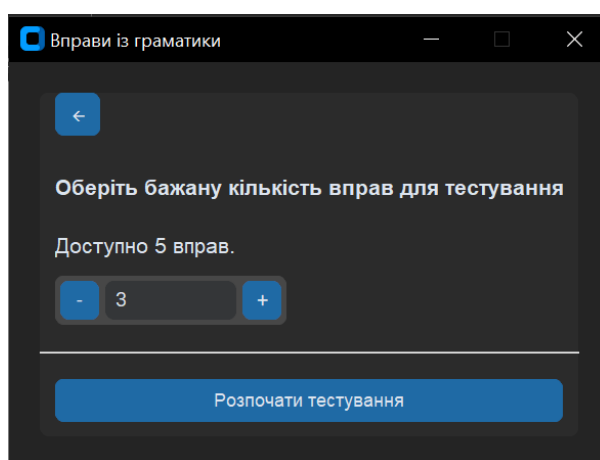 Вправи із граматики
Оберіть бажану кількість вправ для тестування
Доступно 5 вправ.
- 3 +
Розпочати тестування